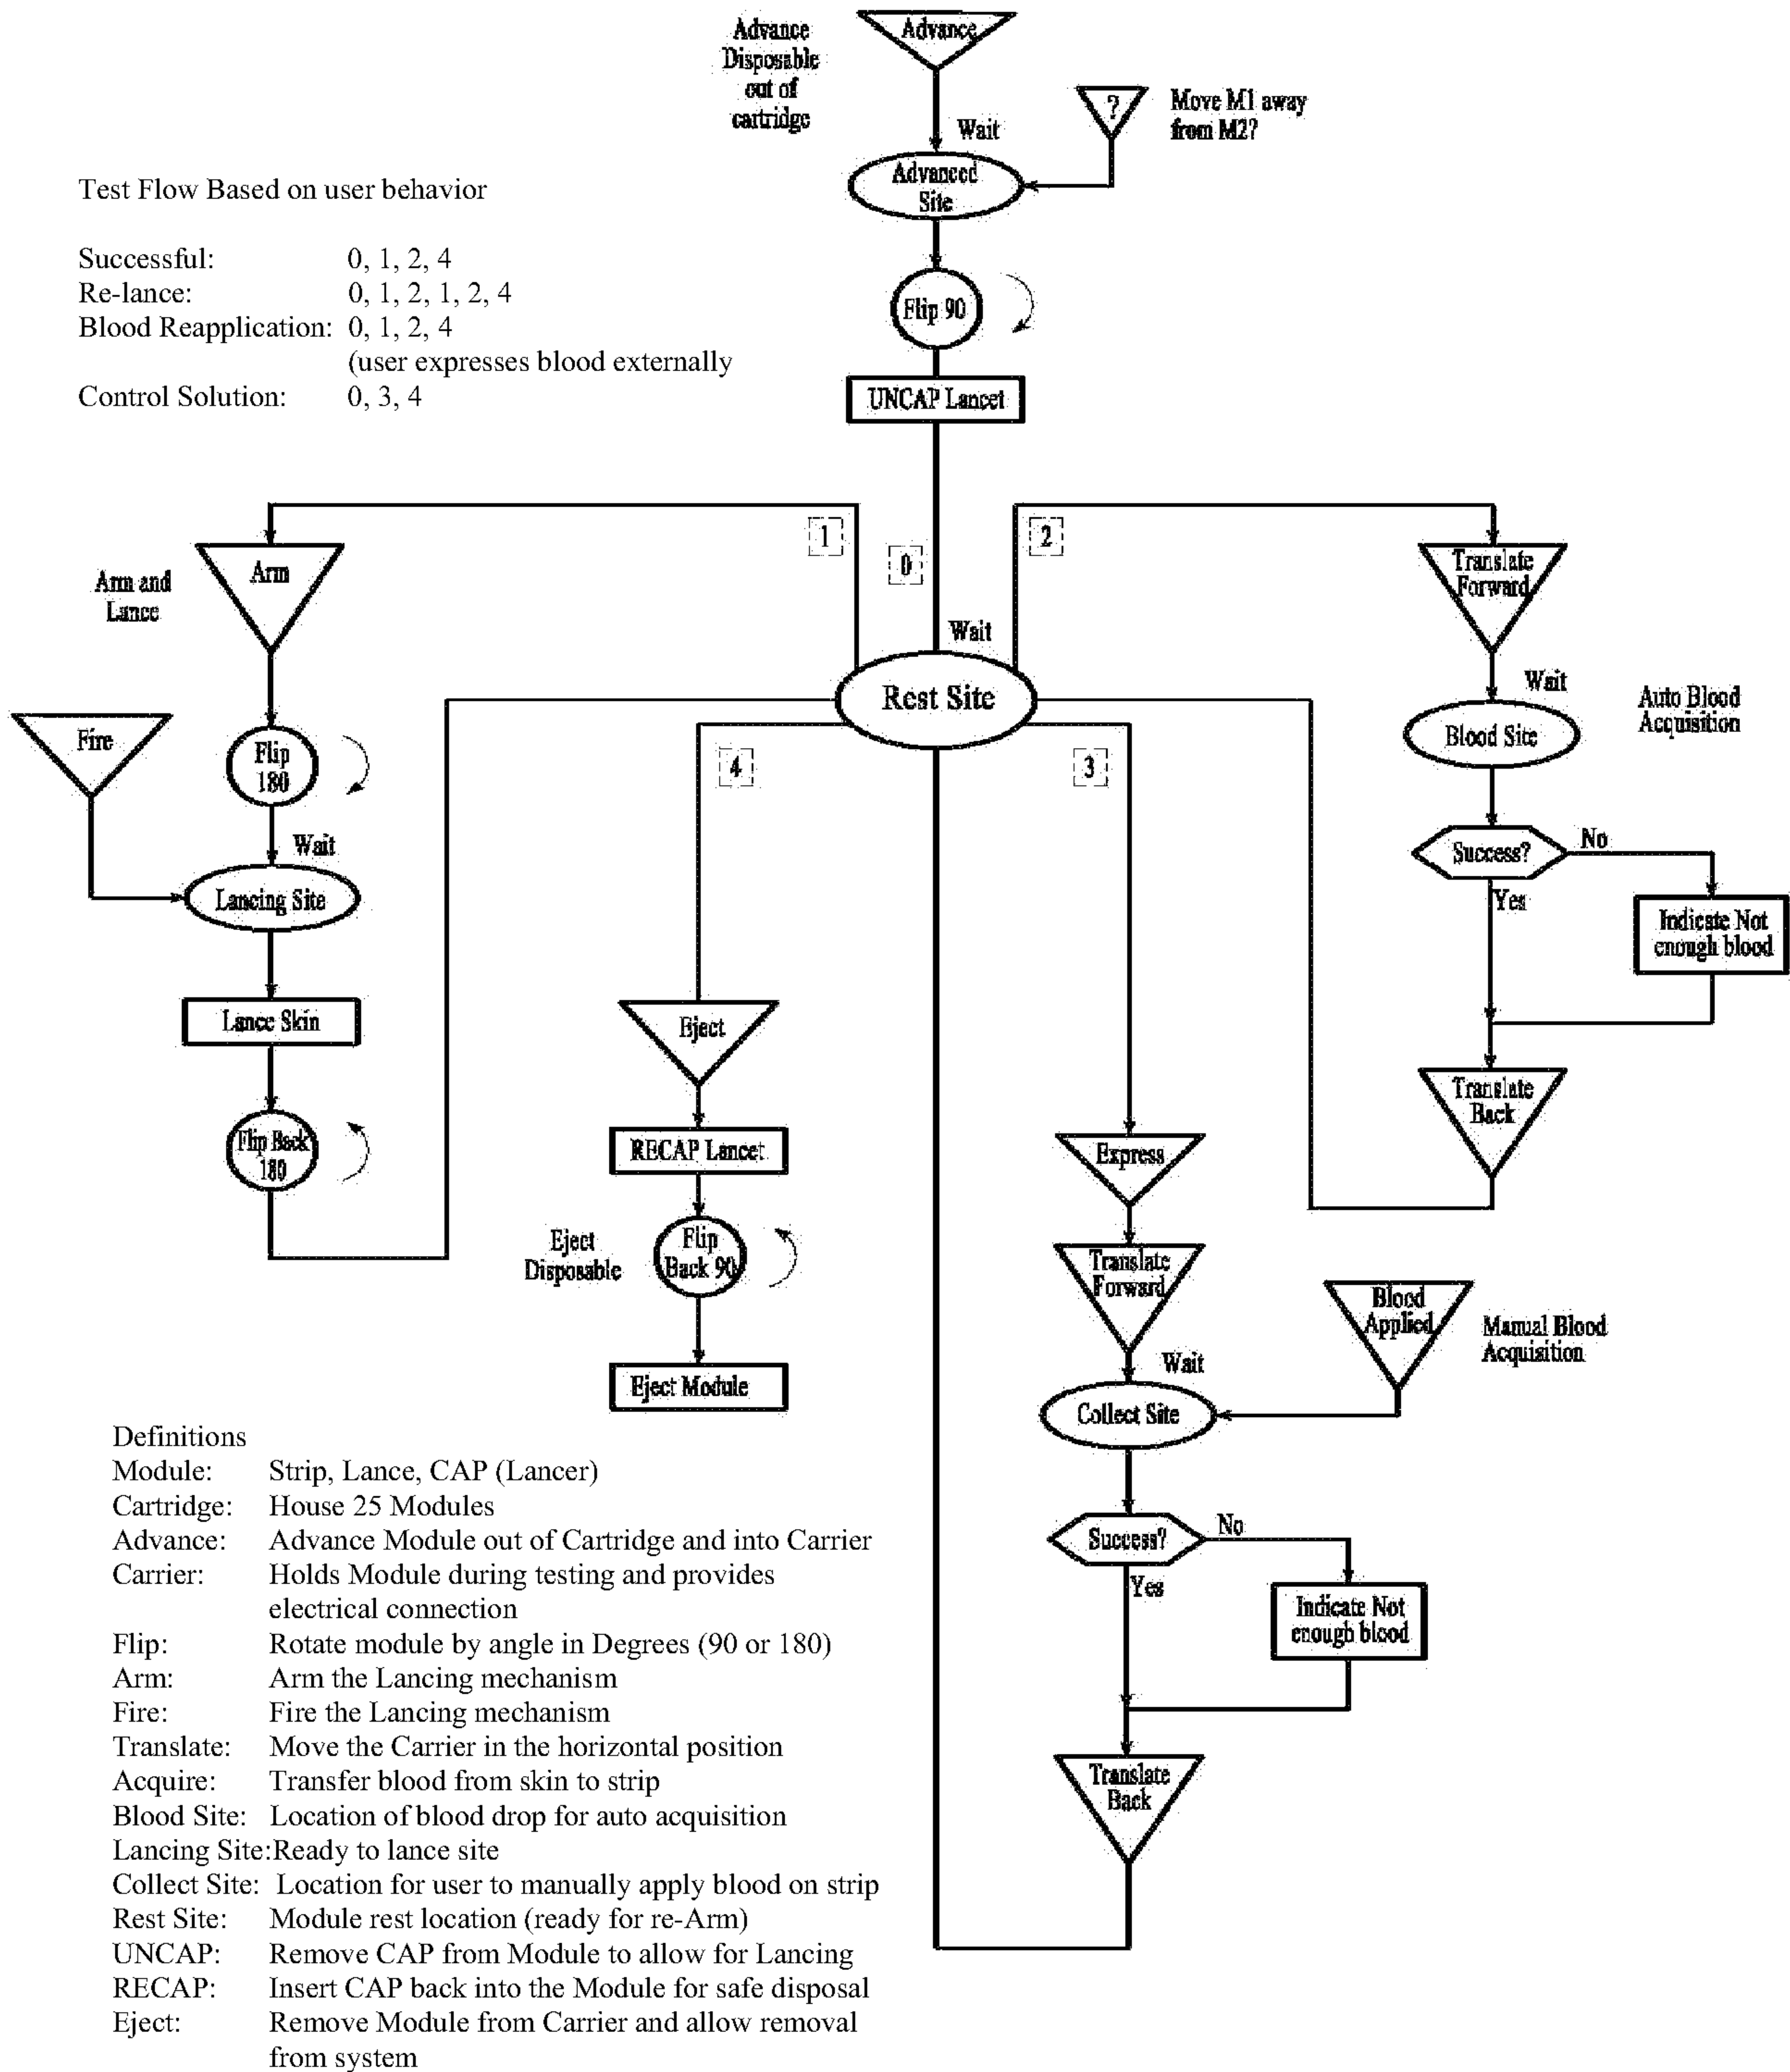 Advance
Disposable
out of
cartridge
Advance
?
Move M1 away
from M2?
Wait
Advanced
Site
Test Flow Based on user behavior
Successful: 0, 1, 2, 4
Re-lance: 0, 1, 2, 1, 2, 4
Blood Reapplication: 0, 1, 2, 4
(user expresses blood externally
Control Solution: 0, 3, 4
Flip 90
UNCAP Lancet
1
0
2
Arm and
Lance
Arm
Wait
Translate
Forward
Rest Site
Wait
Auto Blood
Acquisition
Blood Site
Fire
Flip
180
4
3
Wait
Lancing Site
Success?
No
Yes
Indicate Not
enough blood
Lance Skin
Eject
Translate
Back
Flip Back
180
RECAP Lancet
Express
Eject
Disposable
Flip
Back 90
Translate
Forward
Blood
Applied
Manual Blood
Acquisition
Wait
Eject Module
Collect Site
Success?
No
Yes
Indicate Not
enough blood
Translate
Back
Definitions
Module: Strip, Lance, CAP (Lancer)
Cartridge: House 25 Modules
Advance: Advance Module out of Cartridge and into Carrier
Carrier: Holds Module during testing and provides
electrical connection
Flip: Rotate module by angle in Degrees (90 or 180)
Arm: Arm the Lancing mechanism
Fire: Fire the Lancing mechanism
Translate: Move the Carrier in the horizontal position
Acquire: Transfer blood from skin to strip
Blood Site: Location of blood drop for auto acquisition
Lancing Site:Ready to lance site
Collect Site: Location for user to manually apply blood on strip
Rest Site: Module rest location (ready for re-Arm)
UNCAP: Remove CAP from Module to allow for Lancing
RECAP: Insert CAP back into the Module for safe disposal
Eject: Remove Module from Carrier and allow removal
from system